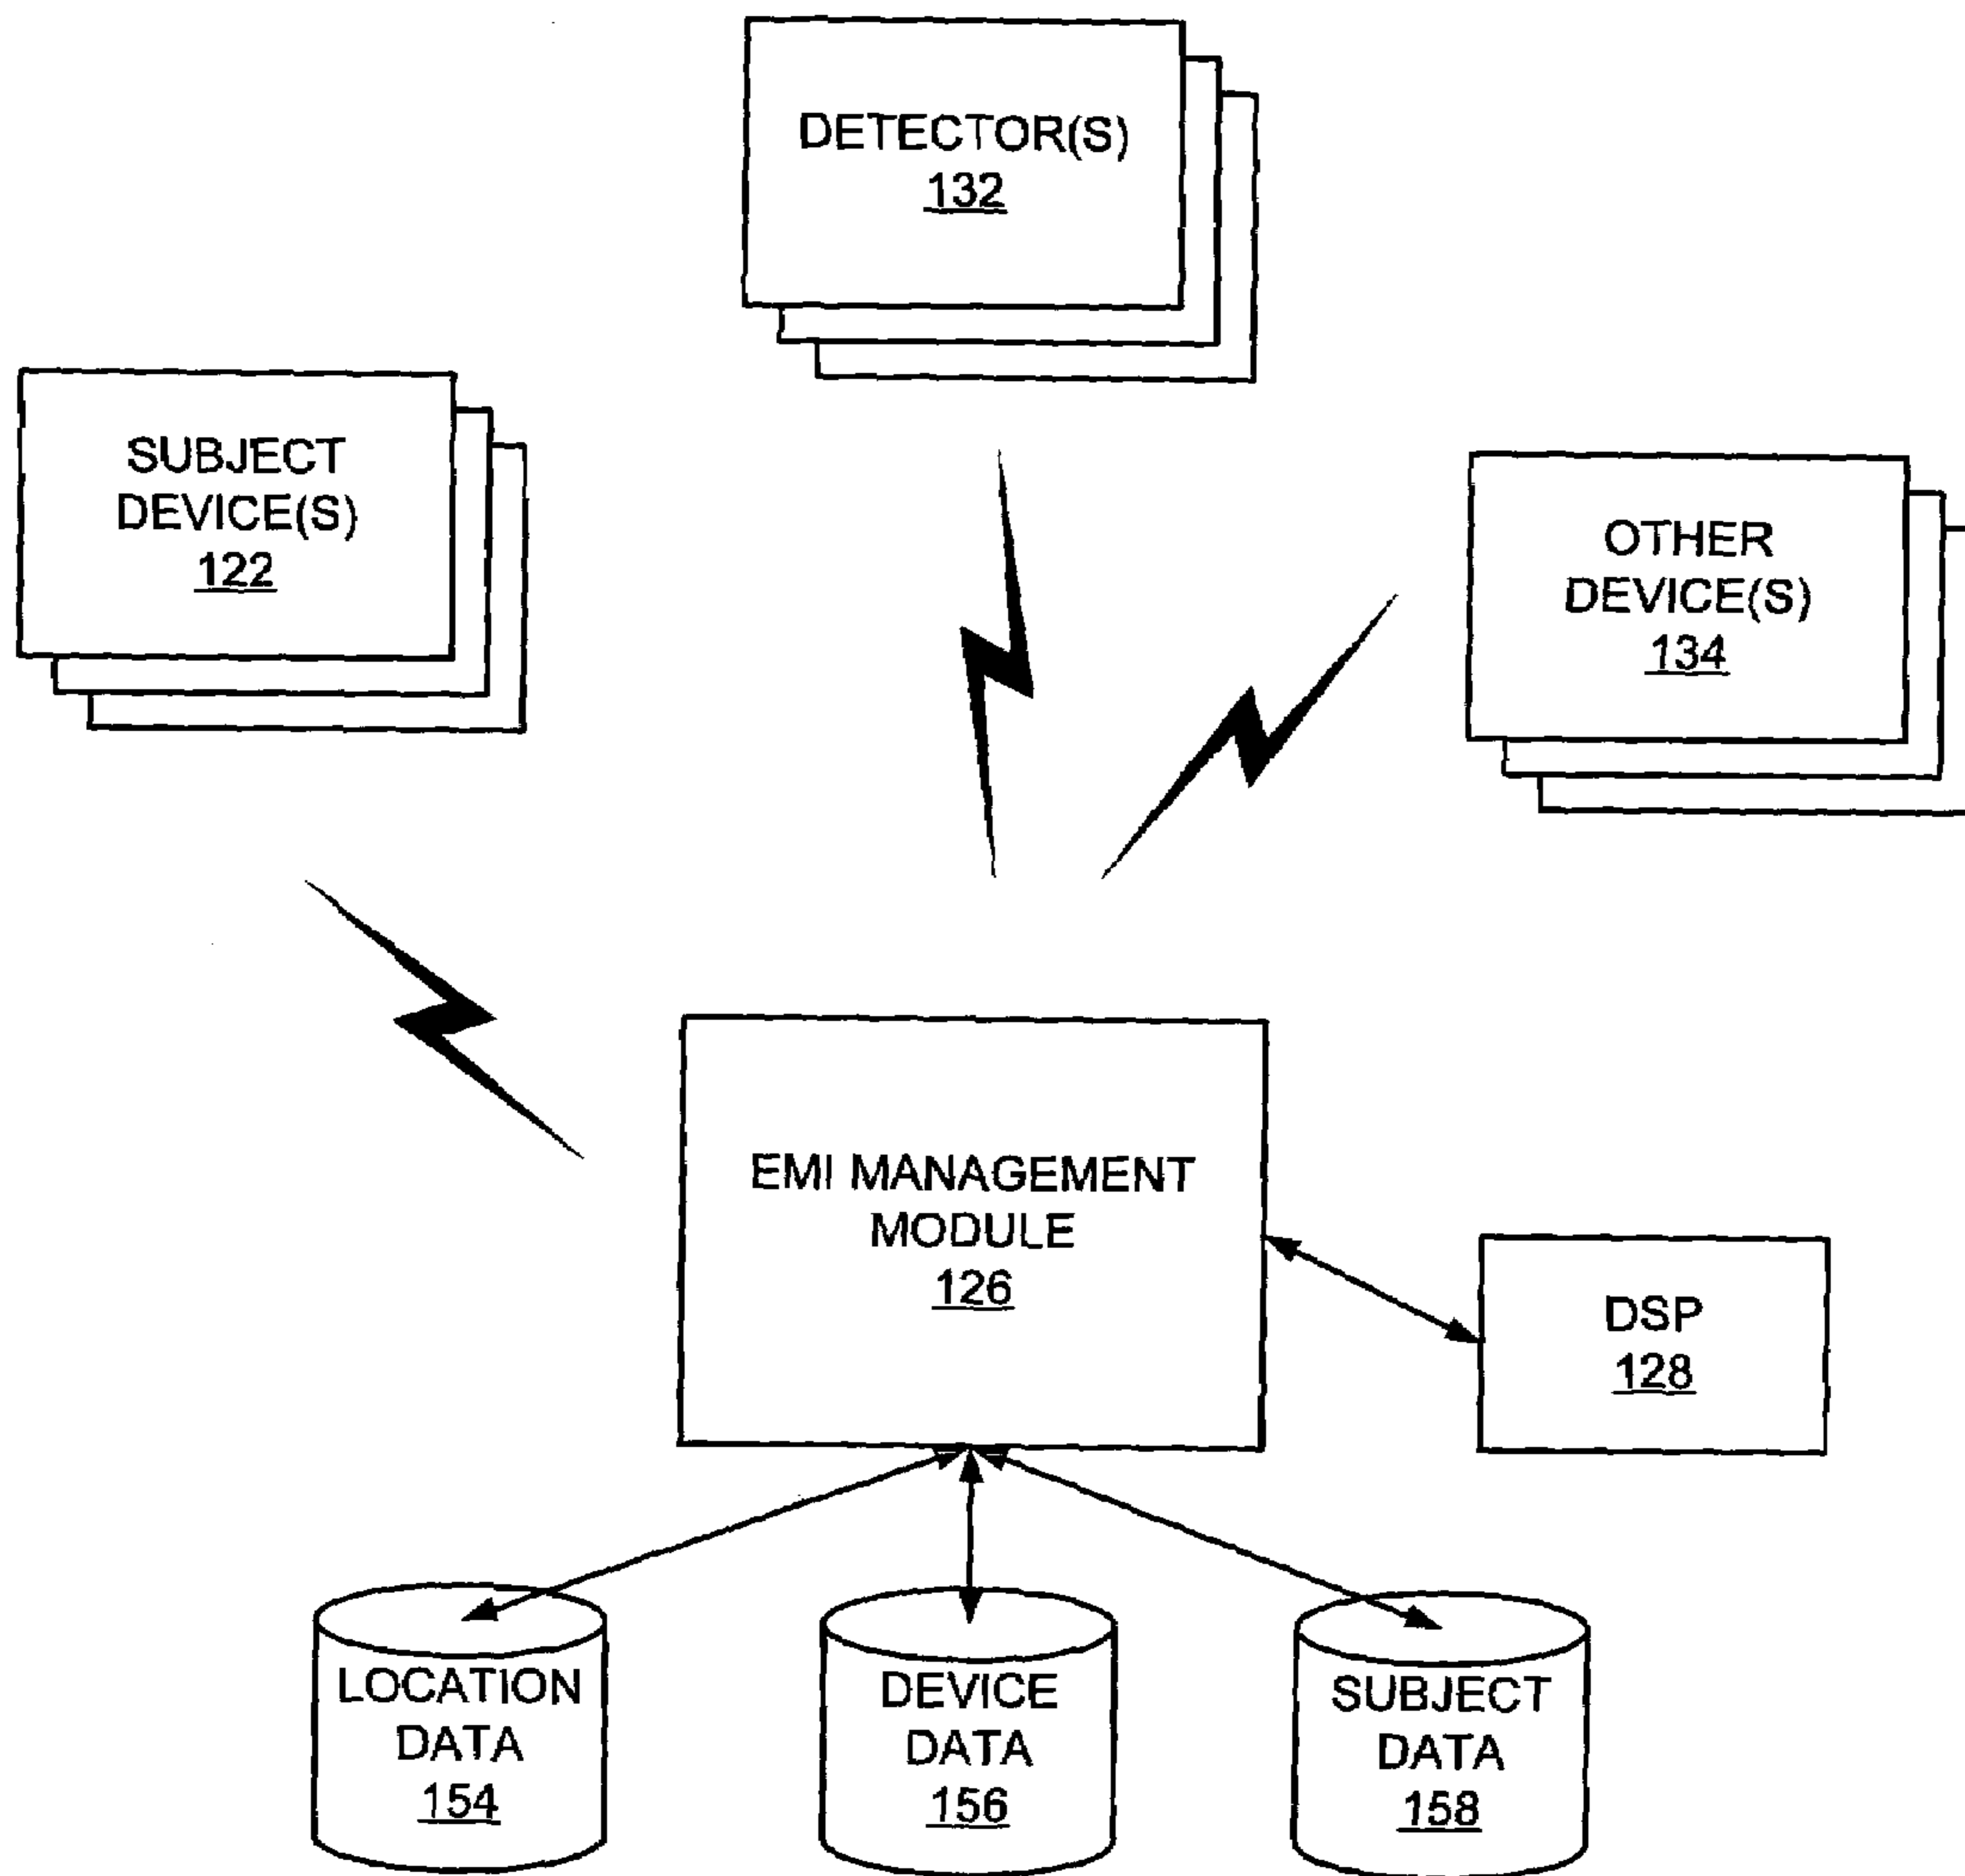 DETECTOR(S)
132
SUBJECT
DEVICE(S)
122
OTHER
DEVICE(S)
134
EMI MANAGEMENT
MODULE
126
DSP
128
LOCATION
DATA
154
DEVICE
DATA
156
SUBJECT
DATA
158